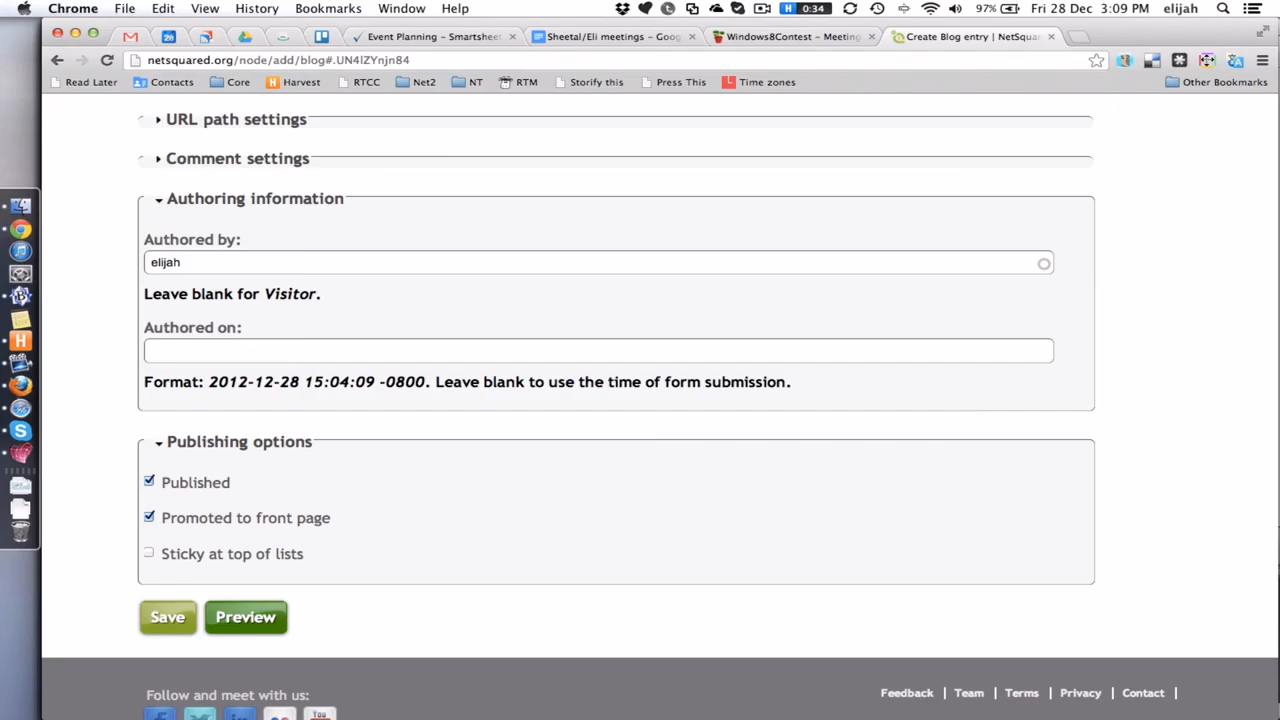 Chrome File Edit View History Bookmarks Window Help 0:34 97% Fri 28 Dec 3:09 PM elijah
28 Event Planning – Smartshee Sheetal/Eli meetings – Goog Windows8Contest – Meeting Create Blog entry | NetSqua
netsquared.org/node/add/blog#.UN4lZYnjn84
Read Later Contacts Core Harvest RTCC Net2 NT RTM Storify this Press This Time zones Other Bookmarks
URL path settings
Comment settings
Authoring information
Authored by:
elijah
Leave blank for Visitor.
Authored on:
Format: 2012-12-28 15:04:09 -0800. Leave blank to use the time of form submission.
Publishing options
Published
Promoted to front page
Sticky at top of lists
Save Preview
Follow and meet with us:
Feedback | Team | Terms | Privacy | Contact |
You